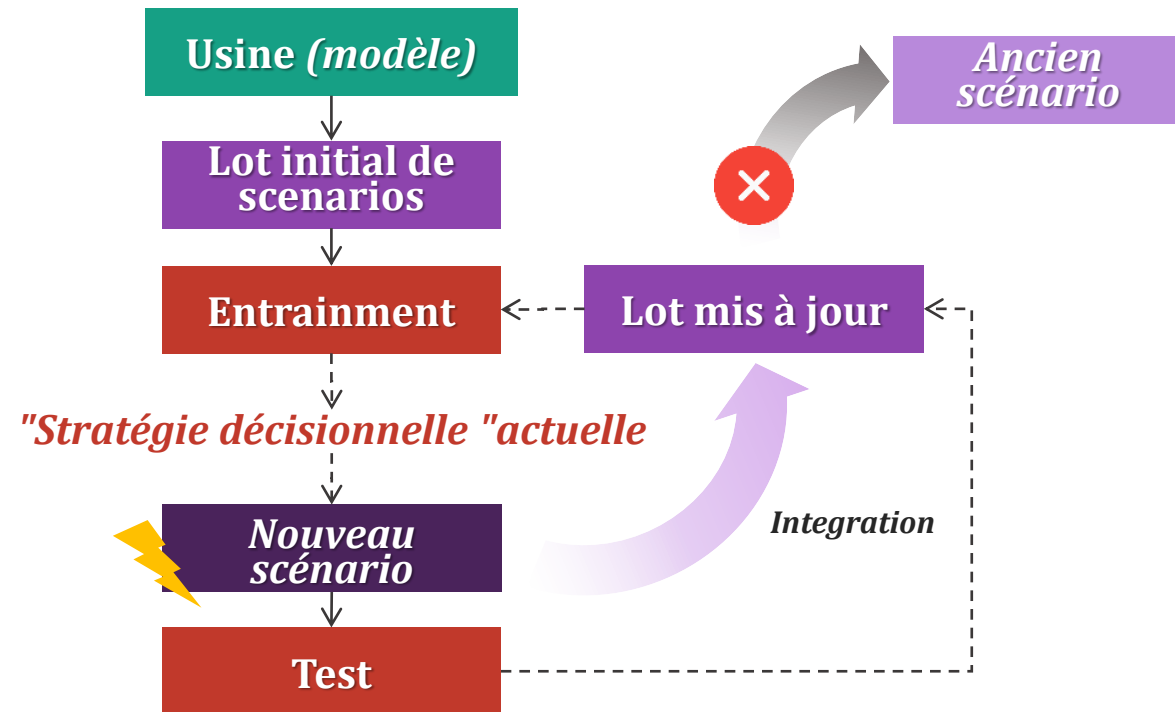 Usine (modèle)
Ancien
scénario
Lot initial de
scenarios
Entrainment
Lot mis à jour
"Stratégie décisionnelle "actuelle
Nouveau
scénario
Integration
Test